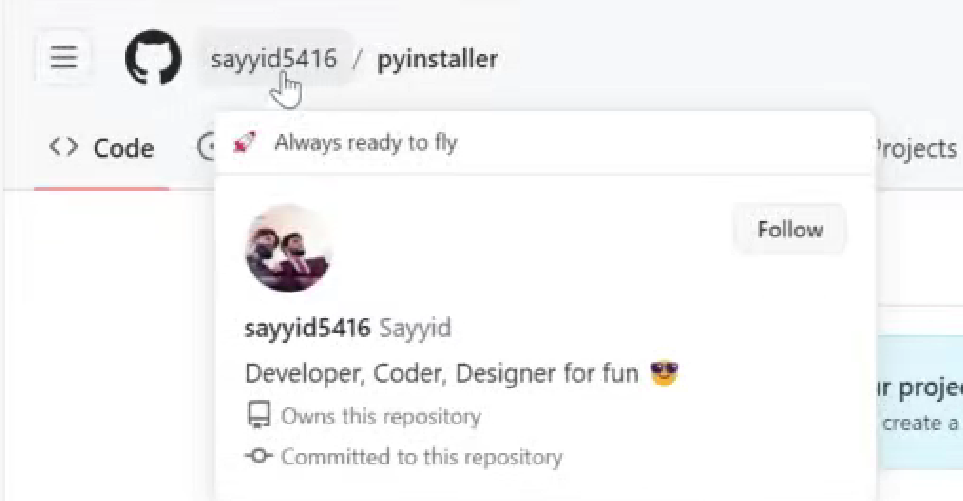 sayyid5416 / pyinstaller
Code
Projects
Always ready to fly
Follow
sayyid5416 Sayyid
Developer, Coder, Designer for fun 😎
Owns this repository
Committed to this repository
create a